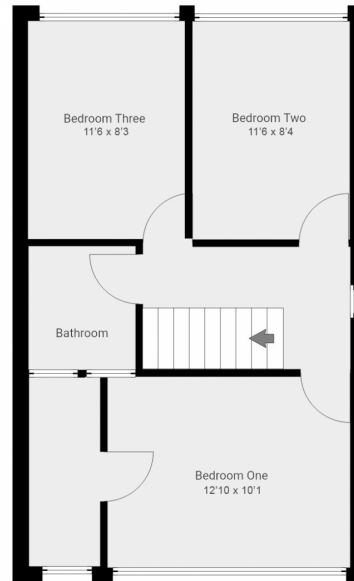 Bedroom Three
11'6 x 8'3
Bedroom Two
11'6 x 8'4
Bathroom
Bedroom One
12'10 x 10'1